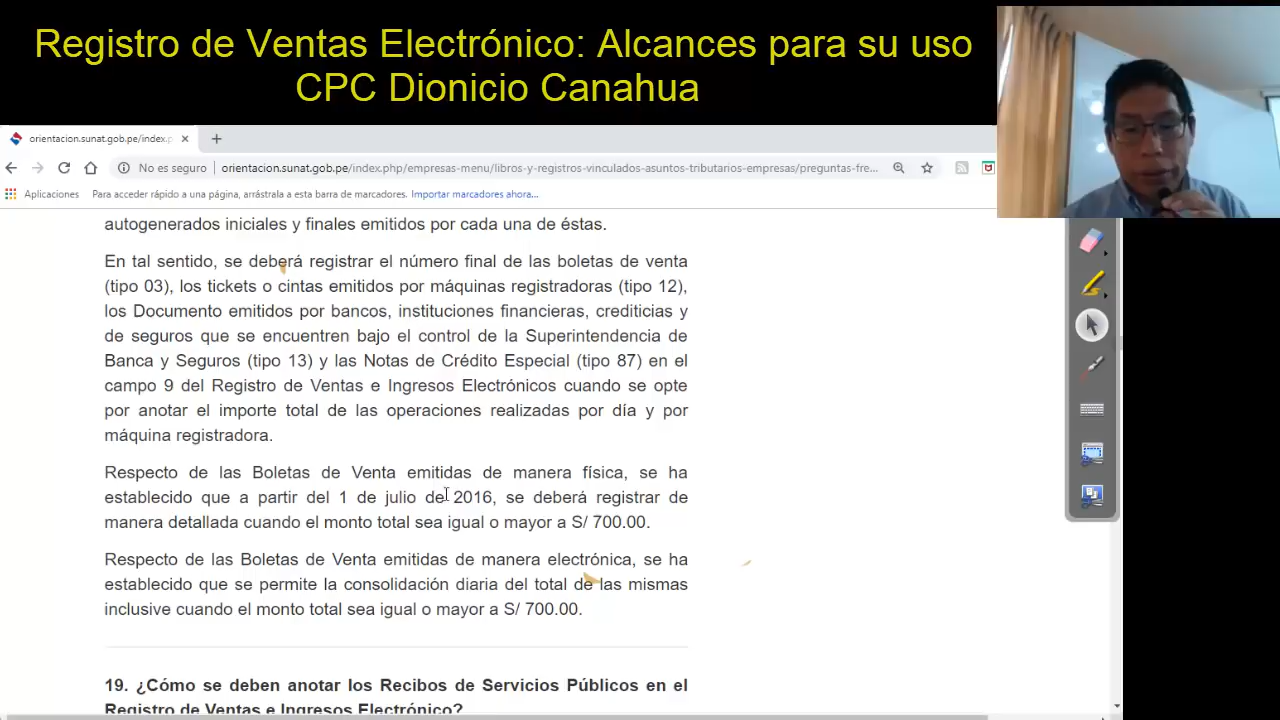 Registro de Ventas Electrónico: Alcances para su uso
CPC Dionicio Canahua
orientacion.sunat.gob.pe/index.p
No es seguro
orientacion.sunat.gob.pe/index.php/empresas-menu/libros-y-registros-vinculados-asuntos-tributarios-empresas/preguntas-fre...
Aplicaciones
Para acceder rápido a una página, arrástrala a esta barra de marcadores.
Importar marcadores ahora...
autogenerados iniciales y finales emitidos por cada una de éstas.
En tal sentido, se deberá registrar el número final de las boletas de venta
(tipo 03), los tickets o cintas emitidos por máquinas registradoras (tipo 12),
los Documento emitidos por bancos, instituciones financieras, crediticias y
de seguros que se encuentren bajo el control de la Superintendencia de
Banca y Seguros (tipo 13) y las Notas de Crédito Especial (tipo 87) en el
campo 9 del Registro de Ventas e Ingresos Electrónicos cuando se opte
por anotar el importe total de las operaciones realizadas por día y por
máquina registradora.
Respecto de las Boletas de Venta emitidas de manera física, se ha
establecido que a partir del 1 de julio de 2016, se deberá registrar de
manera detallada cuando el monto total sea igual o mayor a S/ 700.00.
Respecto de las Boletas de Venta emitidas de manera electrónica, se ha
establecido que se permite la consolidación diaria del total de las mismas
inclusive cuando el monto total sea igual o mayor a S/ 700.00.
19. ¿Cómo se deben anotar los Recibos de Servicios Públicos en el
Registro de Ventas e Ingresos Electrónico?